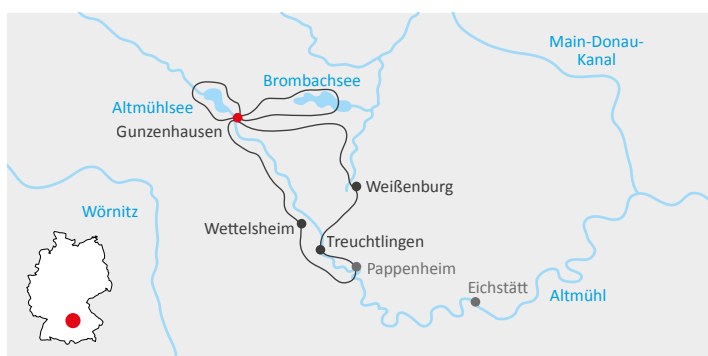 Main-Donau-
Kanal
Brombachsee
Altmühlsee
Gunzenhausen
Weißenburg
Wörnitz
Wettelsheim
Treuchtlingen
Pappenheim
Eichstätt
Altmühl